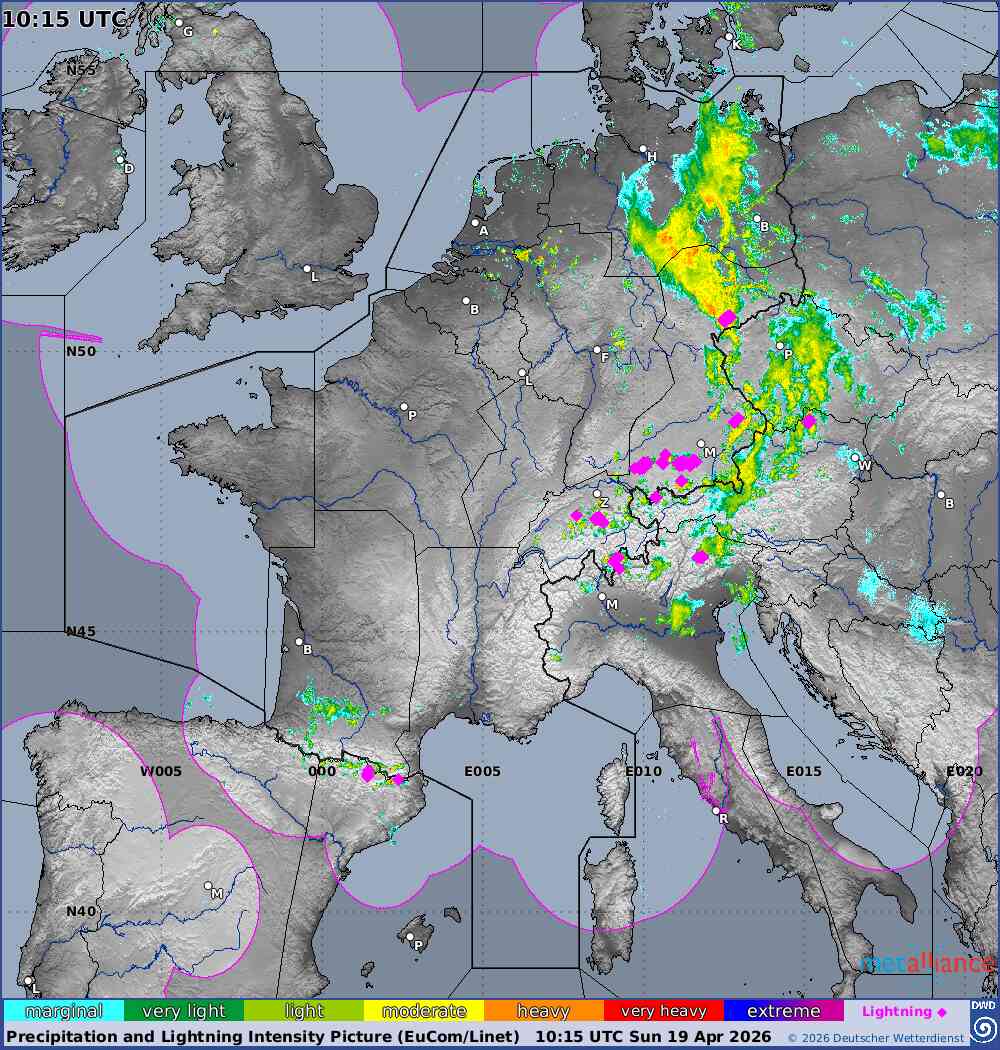 10:15 UTC
G
K
N55
H
D
A
B
L
B
N50
P
F
L
P
M
W
Z
B
M
N45
B
W005
000
E005
E010
E015
E020
R
M
N40
P
L
metalliance
marginal very light light moderate heavy very heavy extreme Lightning
DWD
Precipitation and Lightning Intensity Picture (EuCom/Linet) 10:15 UTC Sun 19 Apr 2026 © 2026 Deutscher Wetterdienst